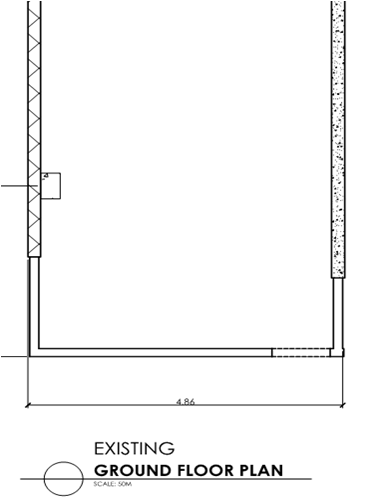 4.86
EXISTING
GROUND FLOOR PLAN
SCALE: 50M